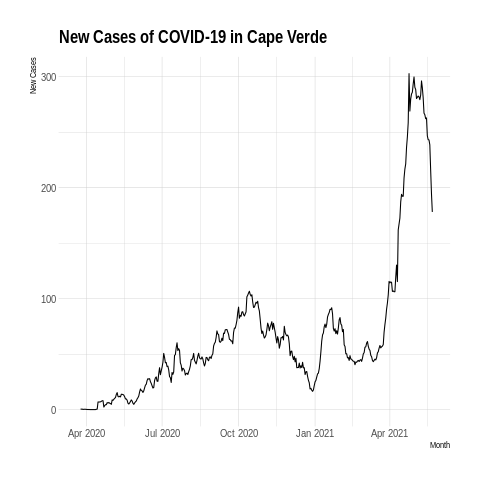 New Cases of COVID-19 in Cape Verde
New Cases
300
200
100
0
Apr 2020 Jul 2020 Oct 2020 Jan 2021 Apr 2021
Month